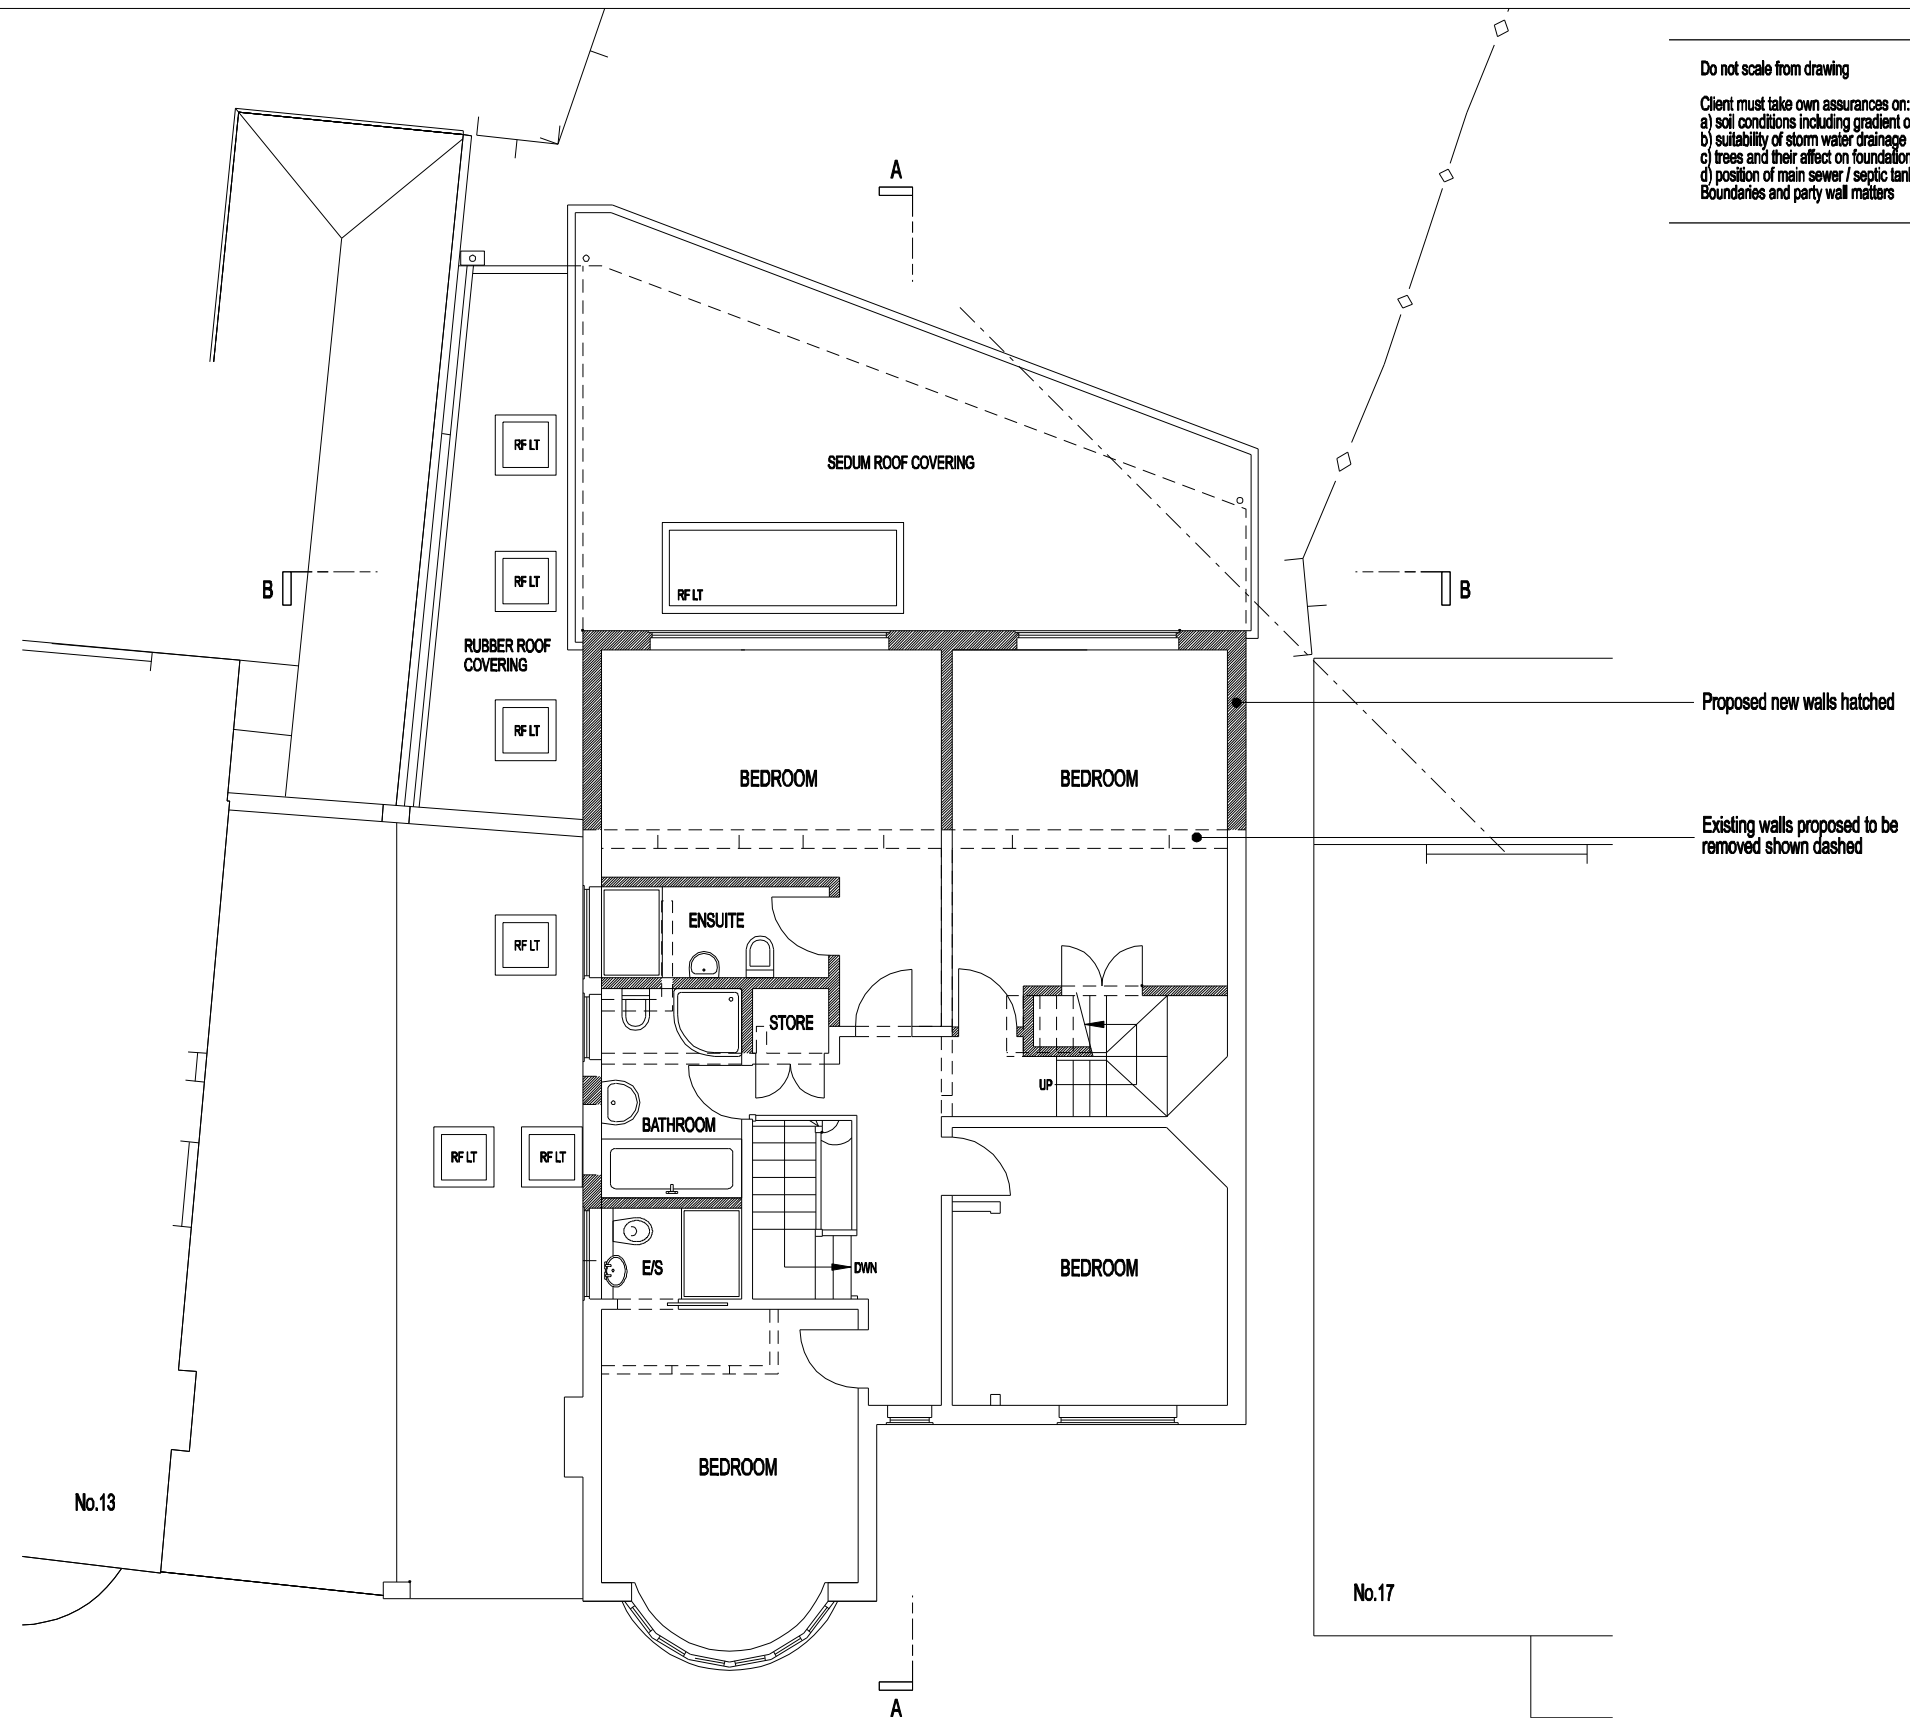 Do not scale from drawing
Client must take own assurances on:
a) soil conditions including gradient
b) suitability of storm water drainage
c) trees and their affect on
d) position of main sewer / septic
Boundaries and party wall matters
A
SEDUM ROOF COVERING
RF LT
RF LT
B
B
RF LT
RUBBER ROOF
COVERING
RF LT
Proposed new walls hatched
BEDROOM
BEDROOM
Existing walls proposed to be
removed shown dashed
ENSUITE
RF LT
STORE
UP
BATHROOM
RF LT
RF LT
E/S
DWN
BEDROOM
BEDROOM
No.13
No.17
A